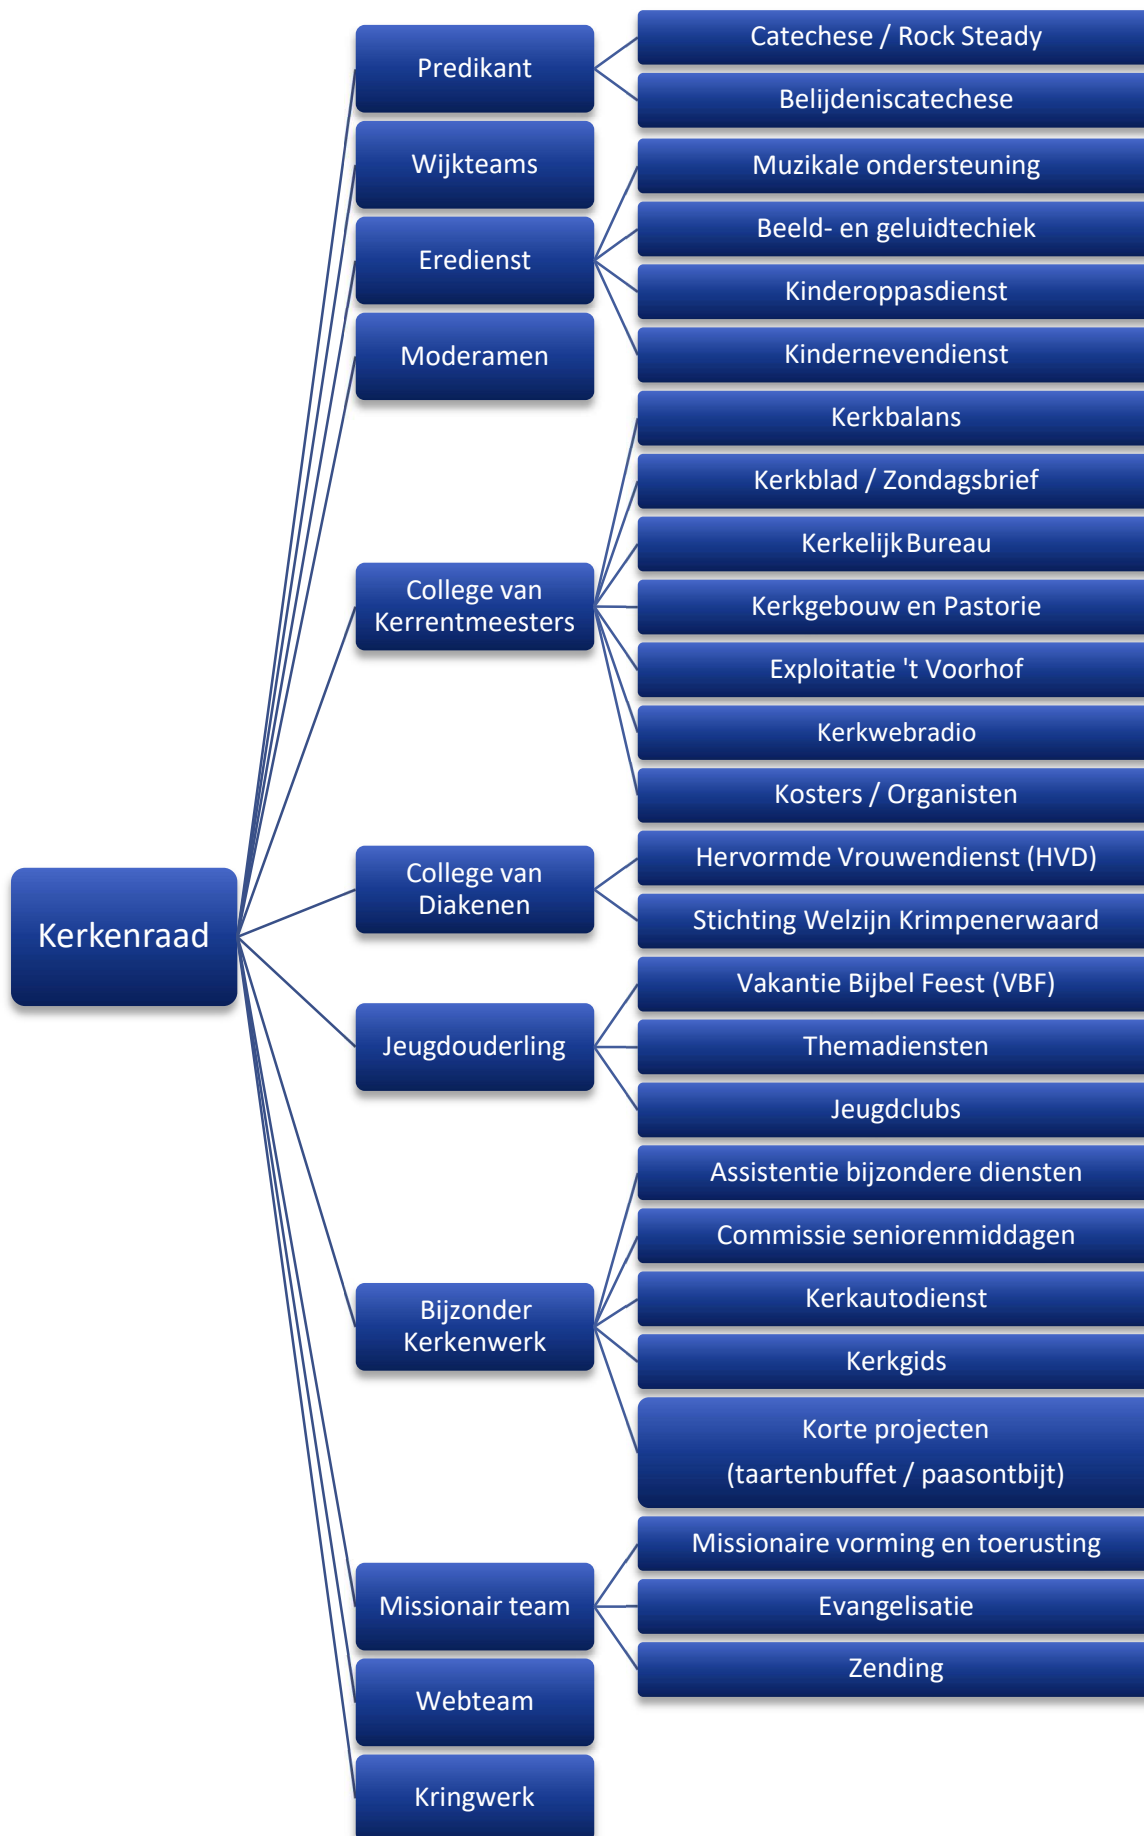 Kerkenraad
Predikant
Catechese / Rock Steady
Belijdeniscatechese
Wijkteams
Eredienst
Muzikale ondersteuning
Beeld- en geluidtechiek
Kinderoppasdienst
Kindernevendienst
Moderamen
College van
Kerrentmeesters
Kerkbalans
Kerkblad / Zondagsbrief
Kerkelijk Bureau
Kerkgebouw en Pastorie
Exploitatie 't Voorhof
Kerkwebradio
Kosters / Organisten
College van
Diakenen
Hervormde Vrouwendienst (HVD)
Stichting Welzijn Krimpenerwaard
Jeugdouderling
Vakantie Bijbel Feest (VBF)
Themadiensten
Jeugdclubs
Bijzonder
Kerkenwerk
Assistentie bijzondere diensten
Commissie seniorenmiddagen
Kerkautodienst
Kerkgids
Korte projecten
(taartenbuffet / paasontbijt)
Missionair team
Missionaire vorming en toerusting
Evangelisatie
Zending
Webteam
Kringwerk